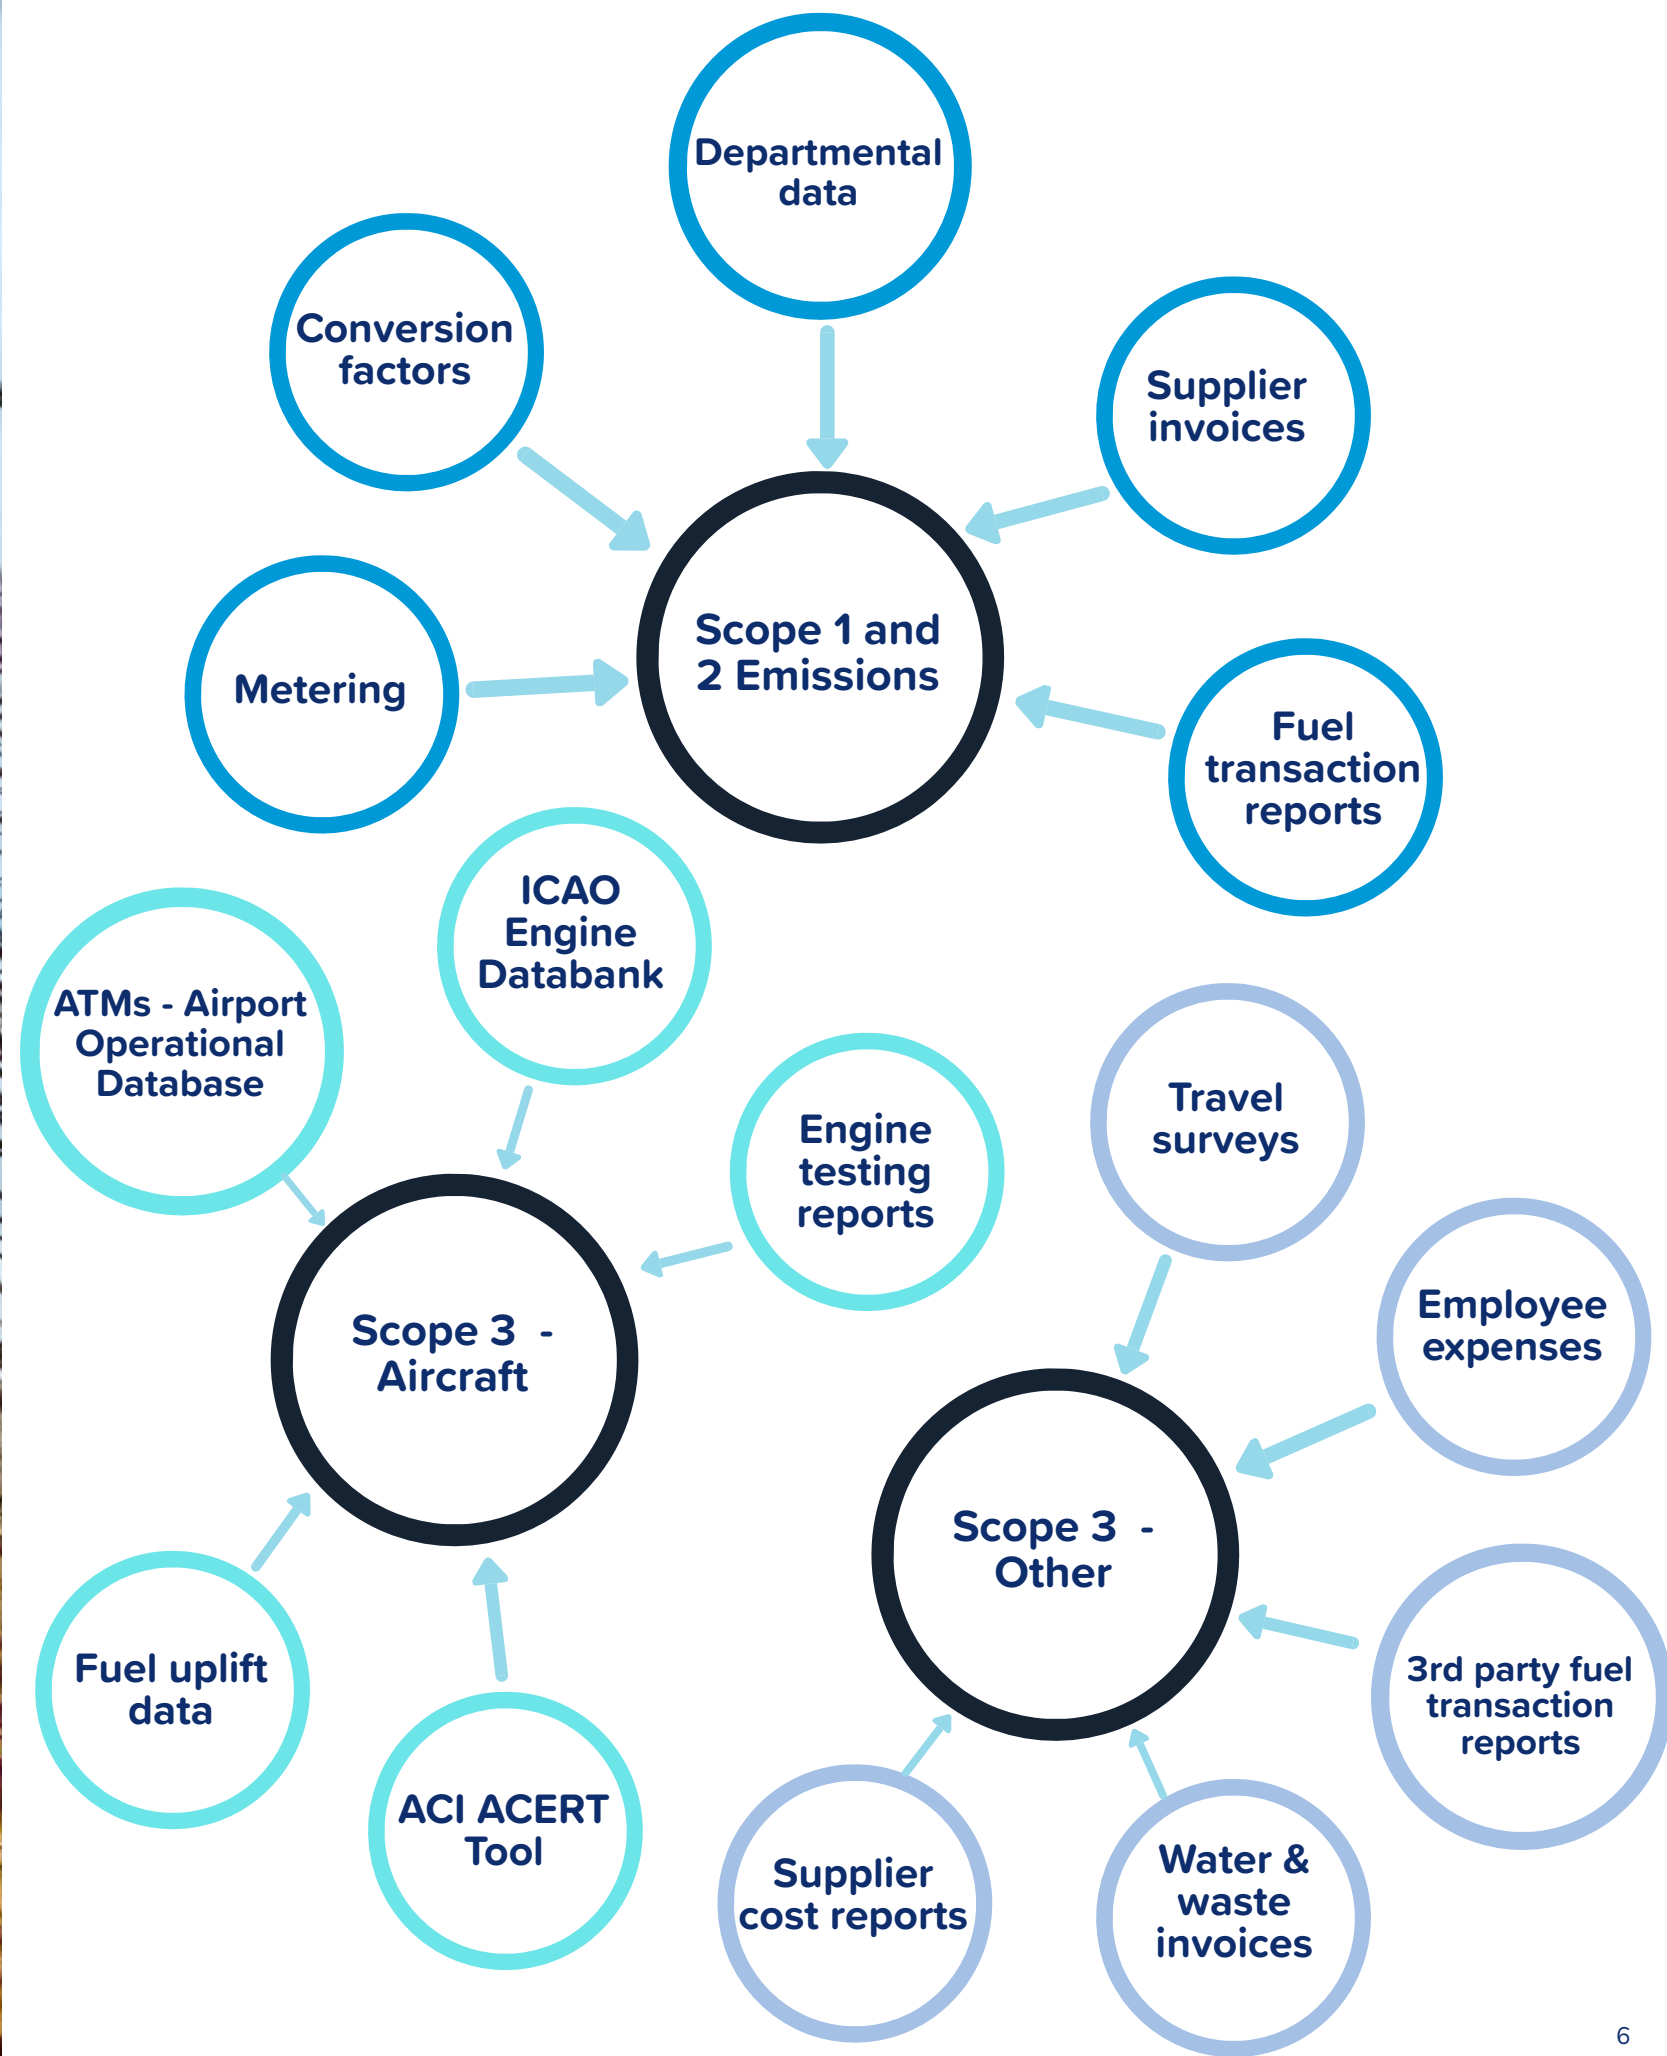 Departmental
data
Conversion
factors
Supplier
invoices
Scope 1 and
2 Emissions
Metering
Fuel
transaction
reports
ICAO
Engine
Databank
ATMs - Airport
Operational
Database
Engine
testing
reports
Travel
surveys
Employee
expenses
Scope 3 -
Aircraft
Scope 3 -
Other
Fuel uplift
data
3rd party fuel
transaction
reports
ACI ACERT
Tool
Supplier
cost reports
Water &
waste
invoices
6